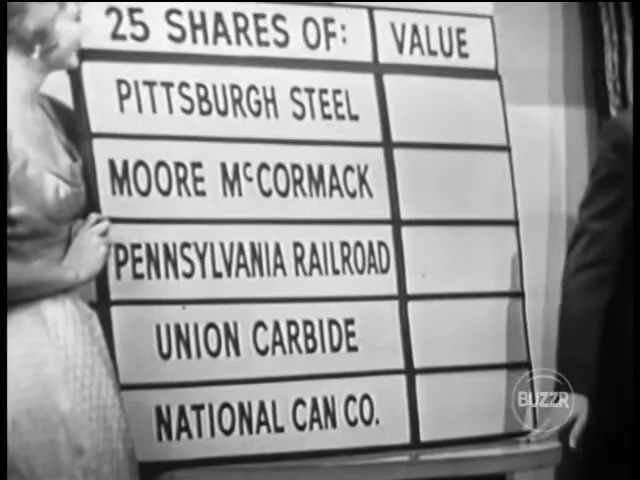 25 SHARES OF: VALUE
PITTSBURGH STEEL
MOORE McCORMACK
PENNSYLVANIA RAILROAD
UNION CARBIDE
NATIONAL CAN CO.
BUZZR